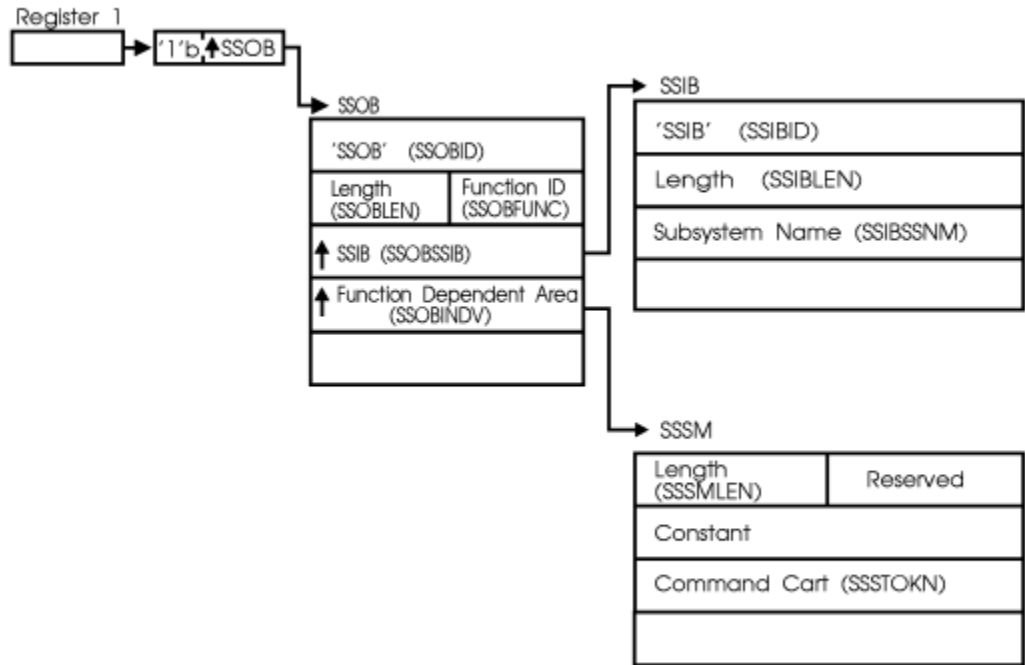 Register 1
'1'b SSOB
SSOB
'SSOB' (SSOBID)
Length
(SSOBLEN)
Function ID
(SSOBFUNC)
SSIB (SSOBSSIB)
Function Dependent Area
(SSOBINDV)
SSIB
'SSIB' (SSIBID)
Length (SSIBLEN)
Subsystem Name (SSIBSSNM)
SSSM
Length
(SSSMLEN)
Reserved
Constant
Command Cart (SSSTOKN)